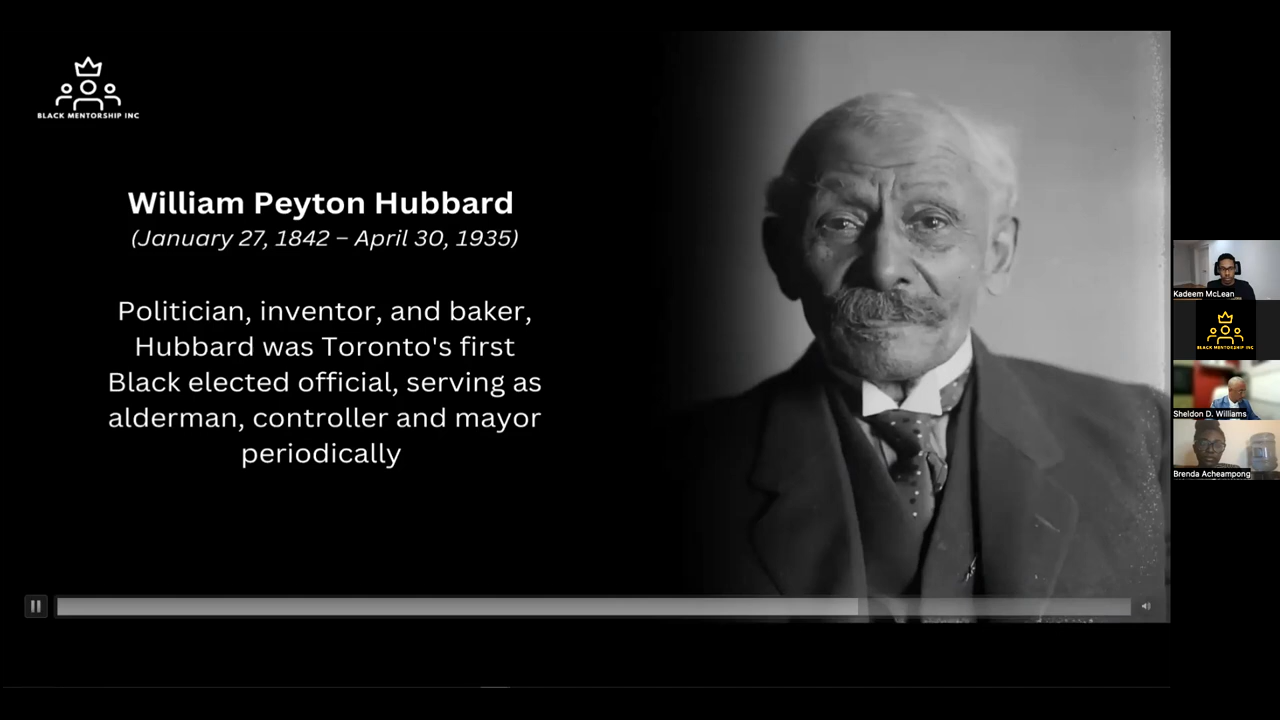 BLACK MENTORSHIP INC
William Peyton Hubbard
(January 27, 1842 – April 30, 1935)
Politician, inventor, and baker,
Hubbard was Toronto's first
Black elected official, serving as
alderman, controller and mayor
periodically
Kadeem McLean
BLACK MENTORSHIP INC
Sheldon D. Williams
Brenda Acheampong